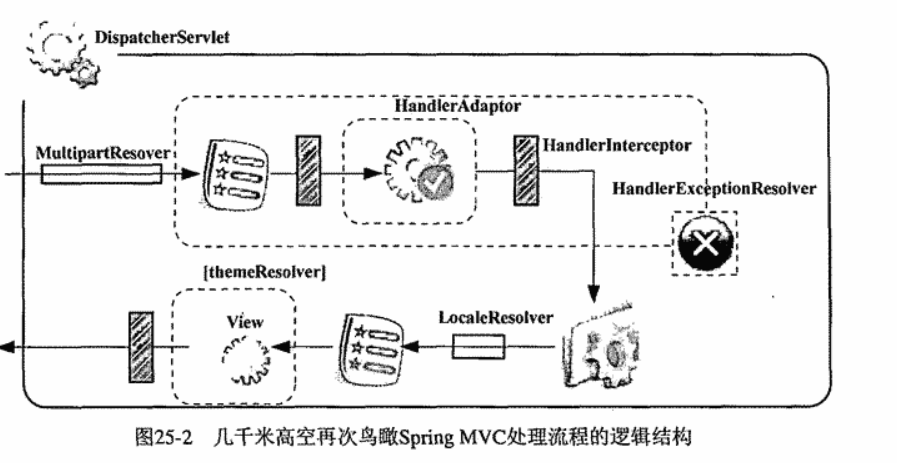 DispatcherServlet
HandlerAdaptor
MultipartResover
HandlerInterceptor
HandlerExceptionResolver
[themeResolver]
View
LocaleResolver
图25-2 几千米高空再次鸟瞰Spring MVC处理流程的逻辑结构